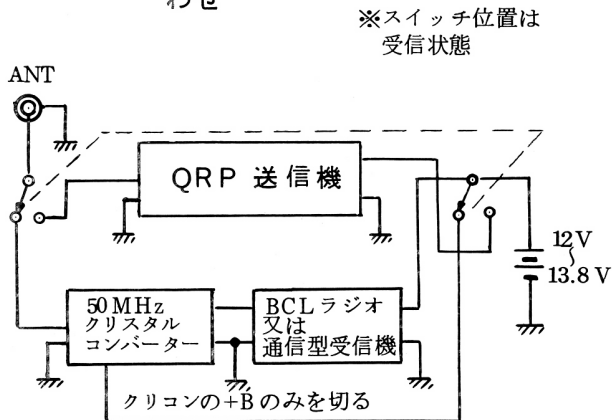 わせ
※スイッチ位置は
受信状態
ANT
QRP 送信機
12V
〜
13.8V
50MHz
クリスタル
コンバーター
BCLラジオ
又は
通信型受信機
クリコンの+Bのみを切る